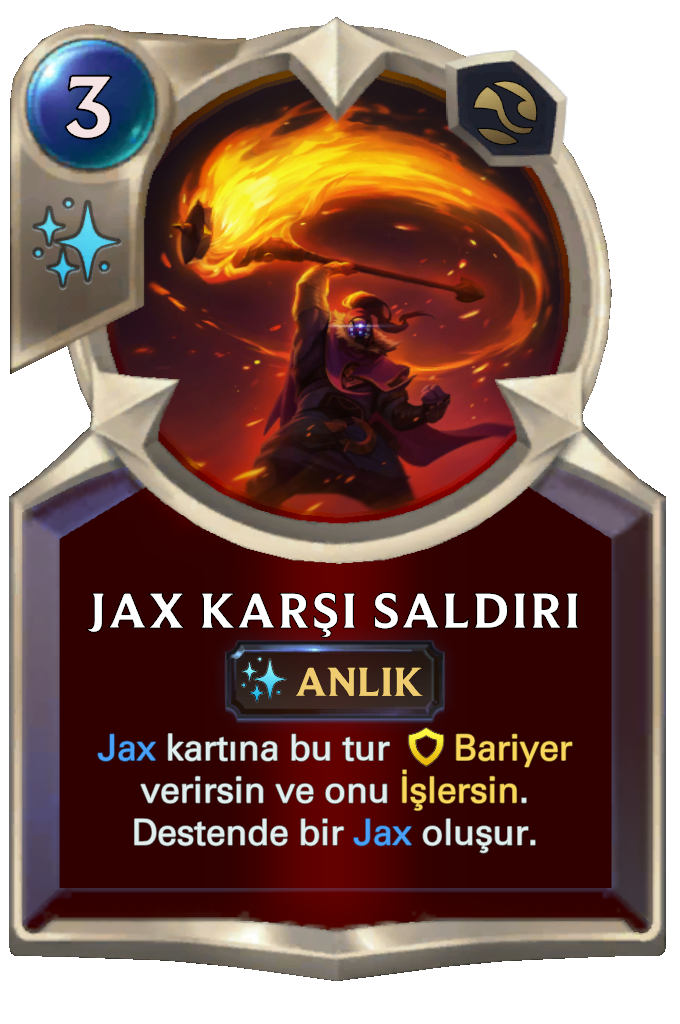 3
JAX KARŞI SALDIRI
ANLIK
Jax kartına bu tur Bariyer
verirsin ve onu İşlersin.
Destende bir Jax oluşur.